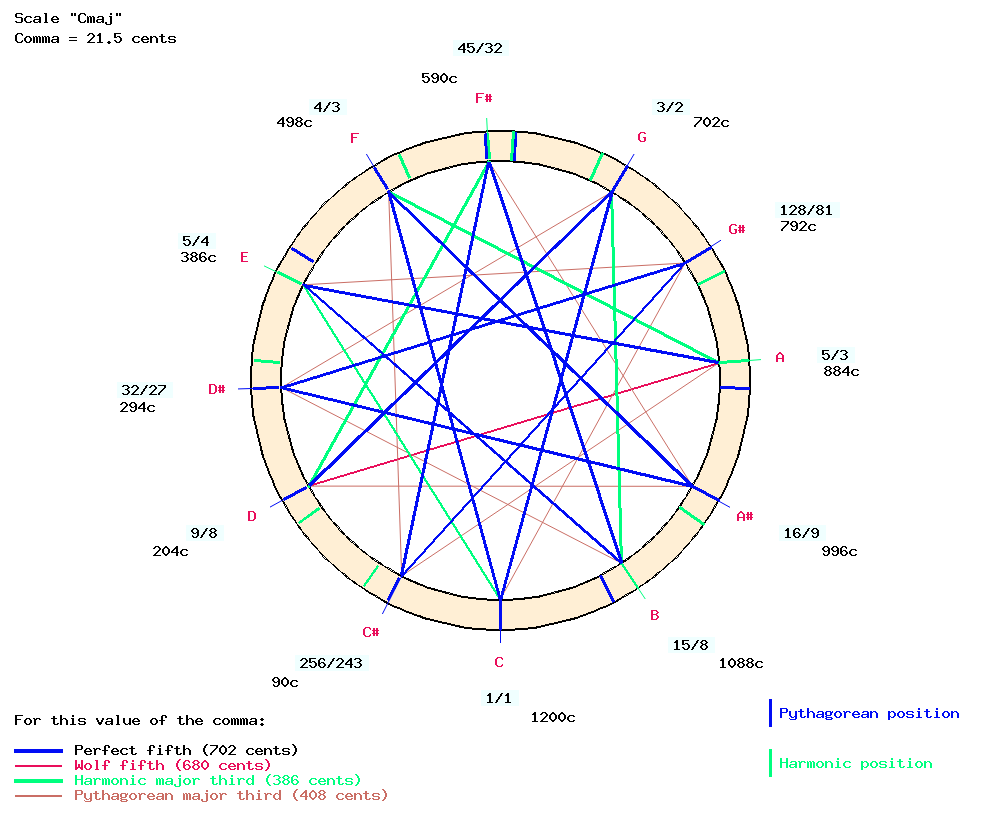 Scale "Cmaj"
Comma = 21.5 cents
45/32
590c
F#
4/3
498c
F
3/2
702c
G
128/81
792c
G#
5/4
386c
E
5/3
884c
A
32/27
294c
D#
9/8
204c
D
16/9
996c
A#
256/243
90c
C#
15/8
1088c
B
C
1/1
1200c
For this value of the comma:
Perfect fifth (702 cents)
Wolf fifth (680 cents)
Harmonic major third (386 cents)
Pythagorean major third (408 cents)
Pythagorean position
Harmonic position